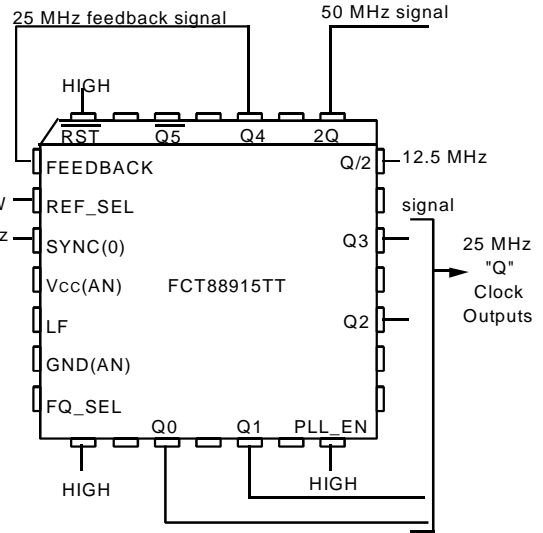 25 MHz feedback signal
50 MHz signal
HIGH
RST
Q5
Q4
2Q
FEEDBACK
Q/2
12.5 MHz
REF_SEL
signal
SYNC(0)
Q3
25 MHz
"Q"
Clock
Outputs
VCC(AN)
FCT88915TT
LF
Q2
GND(AN)
FQ_SEL
Q0
Q1
PLL_EN
HIGH
HIGH